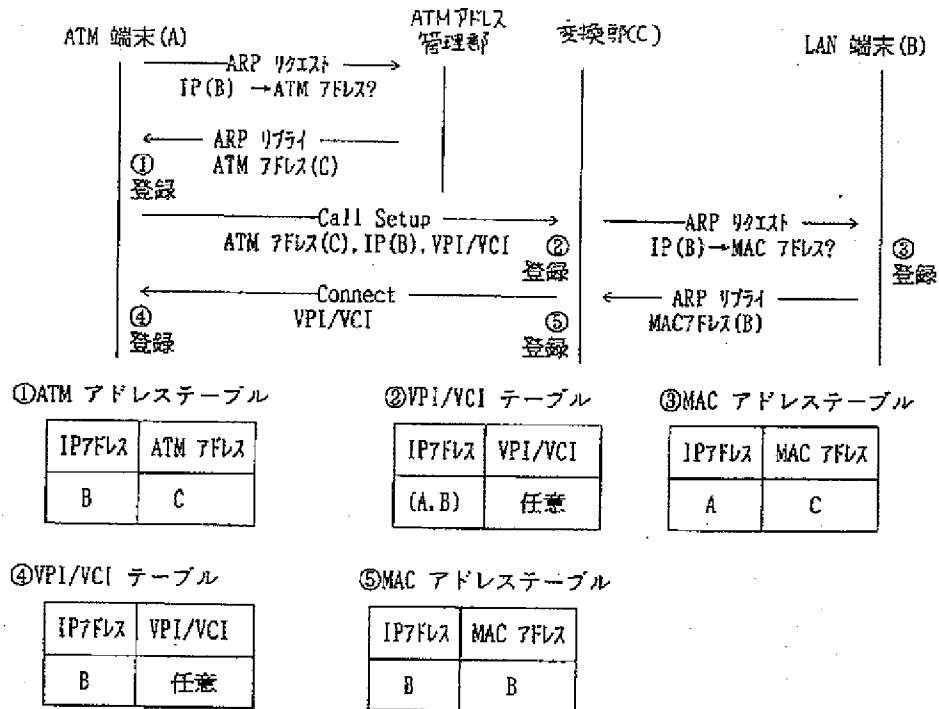 ATM 端末(A)
ATMアドレス
管理部
変換部(C)
LAN 端末(B)
ARP リクエスト
IP(B) →ATM アドレス?
ARP リプライ
ATM アドレス(C)
①
登録
Call Setup
ATM アドレス(C), IP(B), VPI/VCI
②
登録
ARP リクエスト
IP(B)→MAC アドレス?
③
登録
Connect
VPI/VCI
④
登録
⑤
登録
ARP リプライ
MACアドレス(B)
①ATM アドレステーブル
IPアドレス ATM アドレス
B C
②VPI/VCI テーブル
IPアドレス VPI/VCI
(A.B) 任意
③MAC アドレステーブル
IPアドレス MAC アドレス
A C
④VPI/VCI テーブル
IPアドレス VPI/VCI
B 任意
⑤MAC アドレステーブル
IPアドレス MAC アドレス
B B